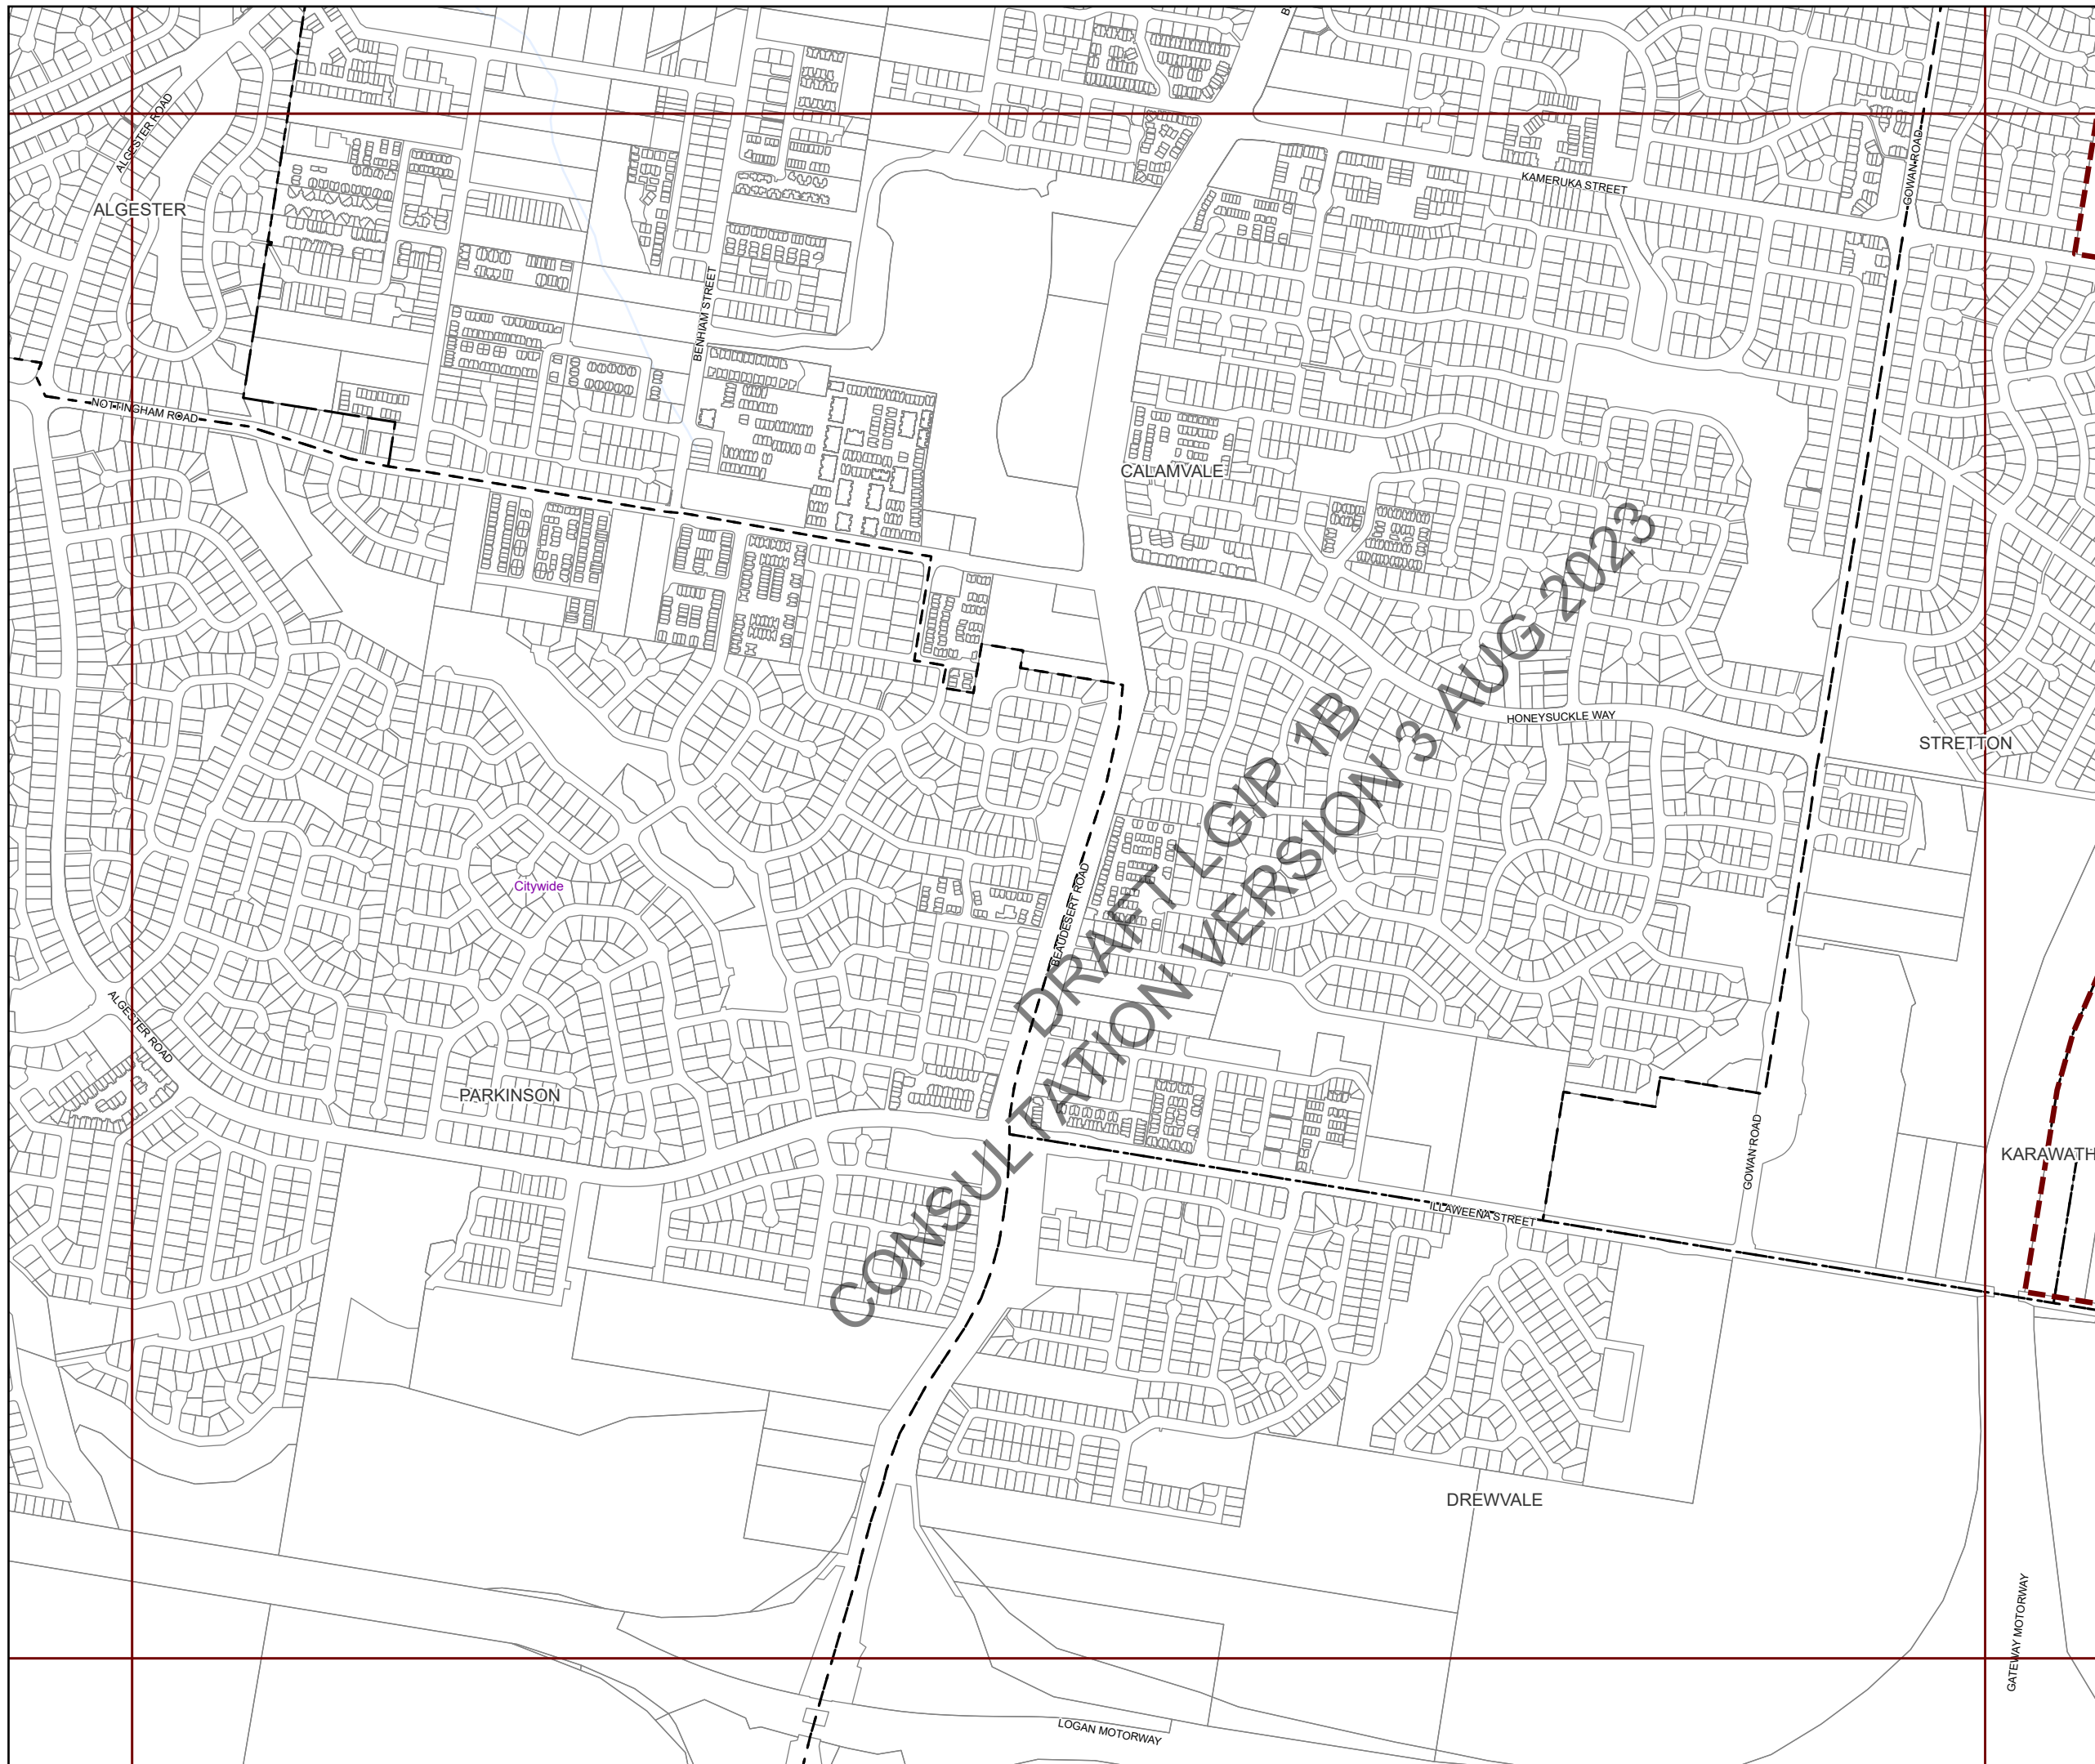 B
ALGESTER ROAD
ALGESTER
GOWAN ROAD
KAMERUKA STREET
BENHIAM STREET
NOTTINGHAM ROAD
CALAMVALE
HONEYSUCKLE WAY
STRETTON
DRAFT LGIP 1B
CONSULTATION VERSION 3 AUG 2023
Citywide
BEAUDESERT ROAD
ALGESTER ROAD
PARKINSON
GOWAN ROAD
KARAWATH
ILLAWEENA STREET
DREWVALE
GATEWAY MOTORWAY
LOGAN MOTORWAY